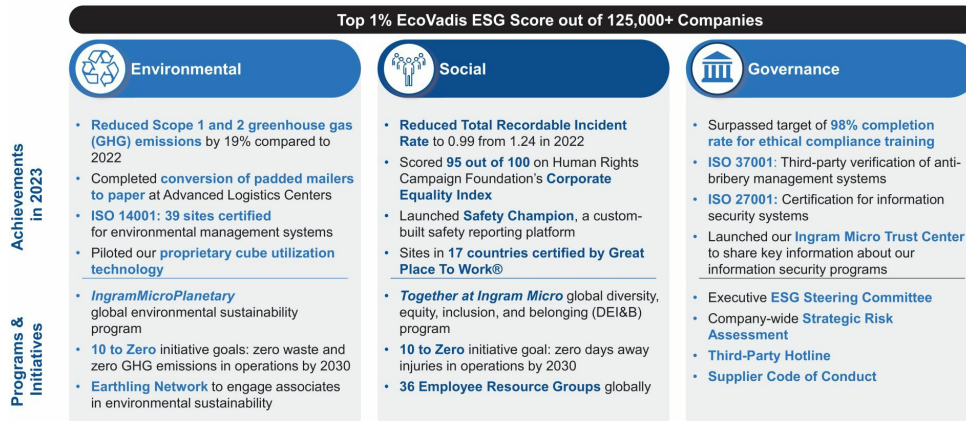 Top 1% EcoVadis ESG Score out of 125,000+ Companies
Environmental
Social
Governance
Achievements
in 2023
• Reduced Scope 1 and 2 greenhouse gas
(GHG) emissions by 19% compared to
2022
• Completed conversion of padded mailers
to paper at Advanced Logistics Centers
• ISO 14001: 39 sites certified
for environmental management systems
• Piloted our proprietary cube utilization
technology
• Reduced Total Recordable Incident
Rate to 0.99 from 1.24 in 2022
• Scored 95 out of 100 on Human Rights
Campaign Foundation's Corporate
Equality Index
• Launched Safety Champion, a custom-
built safety reporting platform
• Sites in 17 countries certified by Great
Place To Work®
• Surpassed target of 98% completion
rate for ethical compliance training
• ISO 37001: Third-party verification of anti-
bribery management systems
• ISO 27001: Certification for information
security systems
• Launched our Ingram Micro Trust Center
to share key information about our
information security programs
Programs &
Initiatives
• IngramMicroPlanetary
global environmental sustainability
program
• 10 to Zero initiative goals: zero waste and
zero GHG emissions in operations by 2030
• Earthling Network to engage associates
in environmental sustainability
• Together at Ingram Micro global diversity,
equity, inclusion, and belonging (DEI&B)
program
• 10 to Zero initiative goal: zero days away
injuries in operations by 2030
• 36 Employee Resource Groups globally
• Executive ESG Steering Committee
• Company-wide Strategic Risk
Assessment
• Third-Party Hotline
• Supplier Code of Conduct